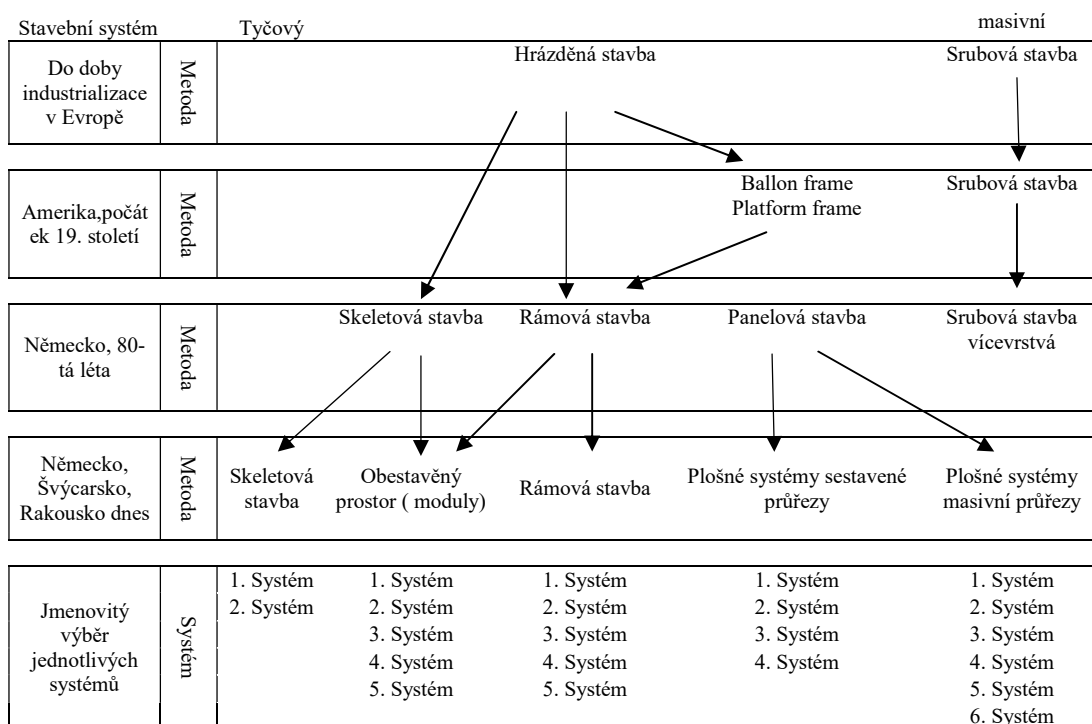 Stavební systém
Tyčový
masivní
Do doby
industrializace
v Evropě
Metoda
Hrázděná stavba
Srubová stavba
Amerika,počát
ek 19. století
Metoda
Ballon frame
Platform frame
Srubová stavba
Německo, 80-
tá léta
Metoda
Skeletová stavba
Rámová stavba
Panelová stavba
Srubová stavba
vícevrstvá
Německo,
Švýcarsko,
Rakousko dnes
Metoda
Skeletová
stavba
Obestavěný
prostor ( moduly)
Rámová stavba
Plošné systémy sestavené
průřezy
Plošné systémy
masivní průřezy
Jmenovitý
výběr
jednotlivých
systémů
Systém
1. Systém
2. Systém
1. Systém
2. Systém
3. Systém
4. Systém
5. Systém
1. Systém
2. Systém
3. Systém
4. Systém
5. Systém
1. Systém
2. Systém
3. Systém
4. Systém
1. Systém
2. Systém
3. Systém
4. Systém
5. Systém
6. Systém